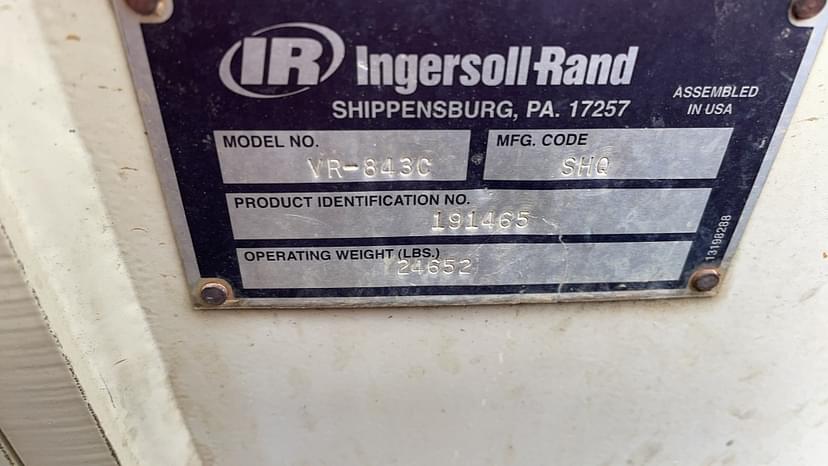 IR Ingersoll-Rand
SHIPPENSBURG, PA. 17257
ASSEMBLED
IN USA
MODEL NO.
VR-843C
MFG. CODE
SHQ
PRODUCT IDENTIFICATION NO.
191465
OPERATING WEIGHT (LBS.)
24652
13198288